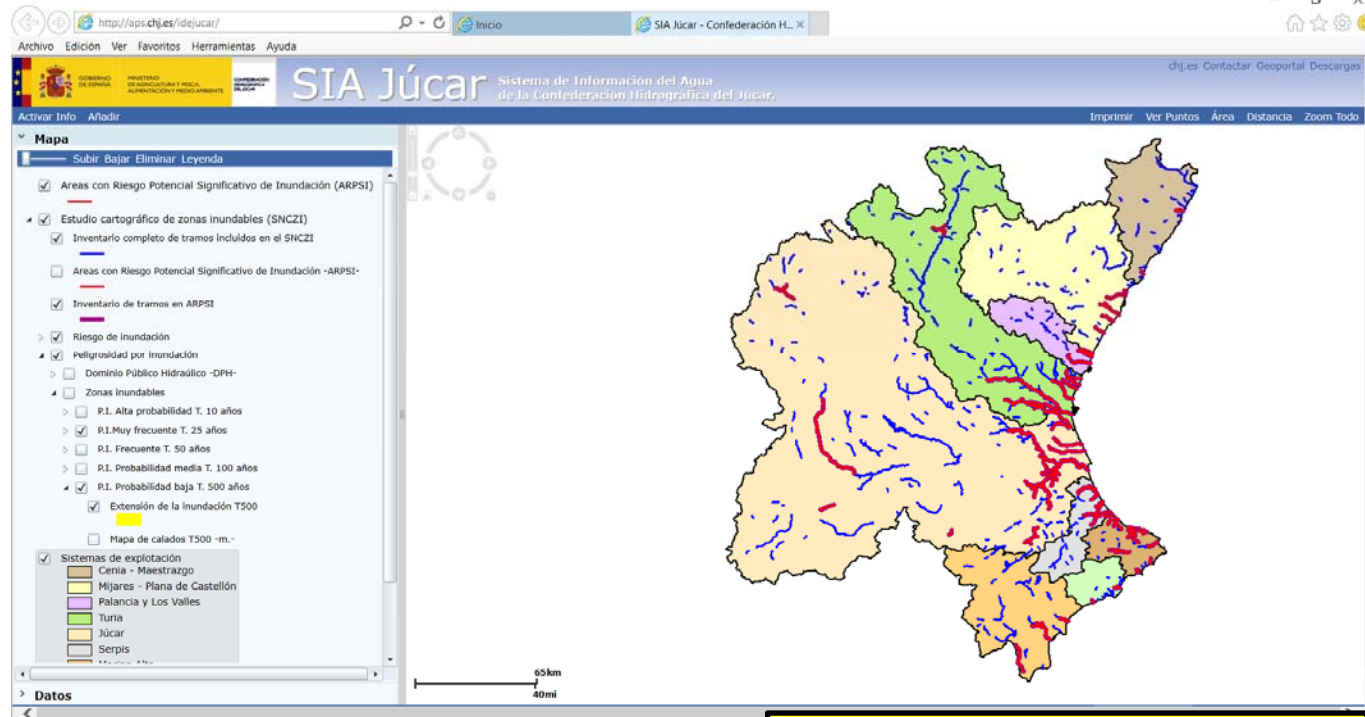 http://aps.chj.es/idejucar/
Inicio
SIA Júcar - Confederación H...
Archivo Edición Ver Favoritos Herramientas Ayuda
GOBIERNO DE ESPAÑA
MINISTERIO DE AGRICULTURA Y PESCA, ALIMENTACIÓN Y MEDIO AMBIENTE
CONFEDERACIÓN HIDROGRÁFICA DEL JÚCAR
SIA Júcar
Sistema de Información del Agua
de la Confederación Hidrográfica del Júcar.
chj.es Contactar Geoportal Descargas
Activar Info Añadir
Imprimir Ver Puntos Área Distancia Zoom Todo
Mapa
Subir Bajar Eliminar Leyenda
Areas con Riesgo Potencial Significativo de Inundación (ARPSI)
Estudio cartográfico de zonas inundables (SNCZI)
Inventario completo de tramos incluídos en el SNCZI
Areas con Riesgo Potencial Significativo de Inundación -ARPSI-
Inventario de tramos en ARPSI
Riesgo de inundación
Peligrosidad por inundación
Dominio Público Hidraúlico -DPH-
Zonas inundables
P.I. Alta probabilidad T. 10 años
P.I.Muy frecuente T. 25 años
P.I. Frecuente T. 50 años
P.I. Probabilidad media T. 100 años
P.I. Probabilidad baja T. 500 años
Extensión de la inundación T500
Mapa de calados T500 -m.-
Sistemas de explotación
Cenia - Maestrazgo
Mijares - Plana de Castellón
Palancia y Los Valles
Turia
Júcar
Serpis
65km
40mi
Datos